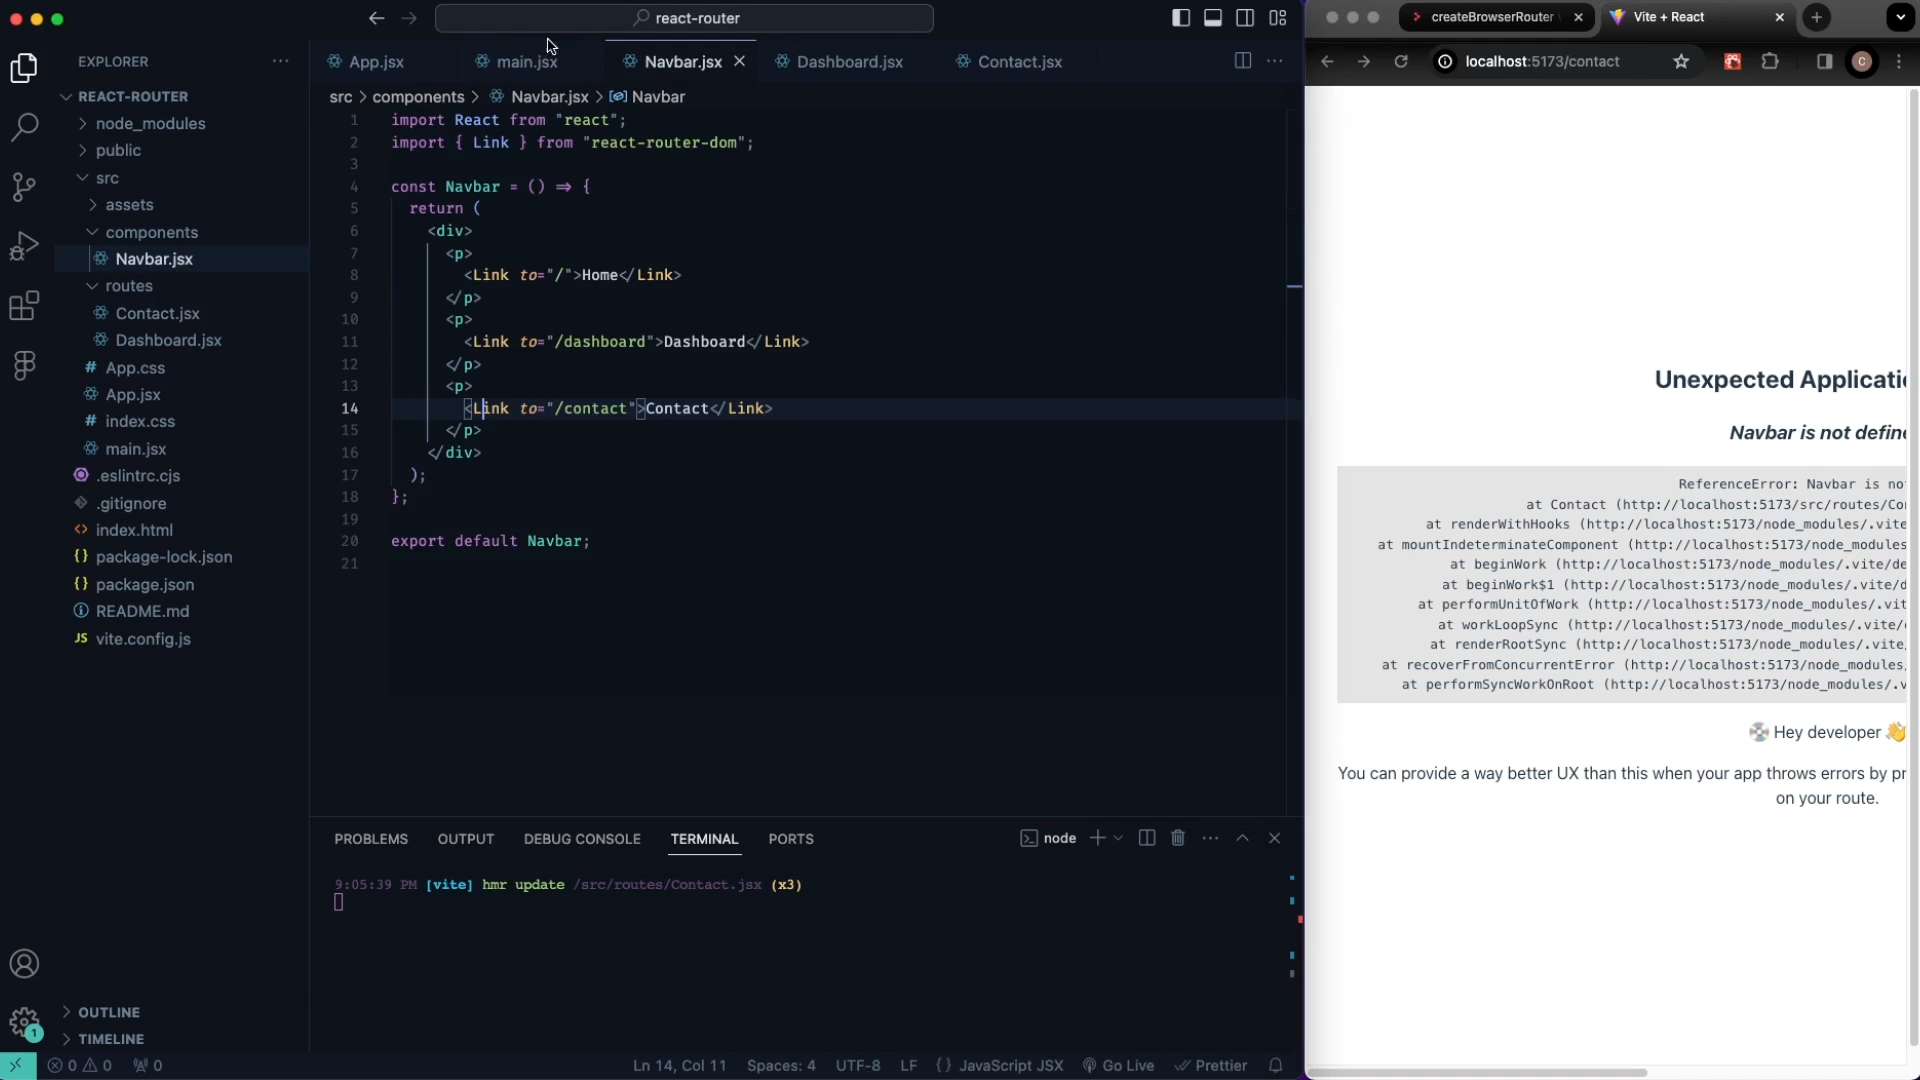 react-router
EXPLORER
REACT-ROUTER
node_modules
public
src
assets
components
Navbar.jsx
routes
Contact.jsx
Dashboard.jsx
# App.css
App.jsx
# index.css
main.jsx
.eslintrc.cjs
.gitignore
<> index.html
{} package-lock.json
{} package.json
README.md
JS vite.config.js
OUTLINE
TIMELINE
1
App.jsx
main.jsx
Navbar.jsx
Dashboard.jsx
Contact.jsx
src > components > Navbar.jsx > Navbar
1 import React from "react";
2 import { Link } from "react-router-dom";
3
4 const Navbar = () => {
5 return (
6 <div>
7 <p>
8 <Link to="/">Home</Link>
9 </p>
10 <p>
11 <Link to="/dashboard">Dashboard</Link>
12 </p>
13 <p>
14 <Link to="/contact">Contact</Link>
15 </p>
16 </div>
17 );
18 };
19
20 export default Navbar;
21
PROBLEMS OUTPUT DEBUG CONSOLE TERMINAL PORTS
node
9:05:39 PM [vite] hmr update /src/routes/Contact.jsx (x3)
0 0 0
Ln 14, Col 11 Spaces: 4 UTF-8 LF {} JavaScript JSX Go Live Prettier
createBrowserRouter
Vite + React
localhost:5173/contact
C
Unexpected Applicati
Navbar is not define
ReferenceError: Navbar is no
at Contact (http://localhost:5173/src/routes/Co
at renderWithHooks (http://localhost:5173/node_modules/.vite
at mountIndeterminateComponent (http://localhost:5173/node_modules
at beginWork (http://localhost:5173/node_modules/.vite/de
at beginWork$1 (http://localhost:5173/node_modules/.vite/d
at performUnitOfWork (http://localhost:5173/node_modules/.vit
at workLoopSync (http://localhost:5173/node_modules/.vite/
at renderRootSync (http://localhost:5173/node_modules/.vite
at recoverFromConcurrentError (http://localhost:5173/node_modules
at performSyncWorkOnRoot (http://localhost:5173/node_modules/.v
💿 Hey developer 👋
You can provide a way better UX than this when your app throws errors by pr
on your route.